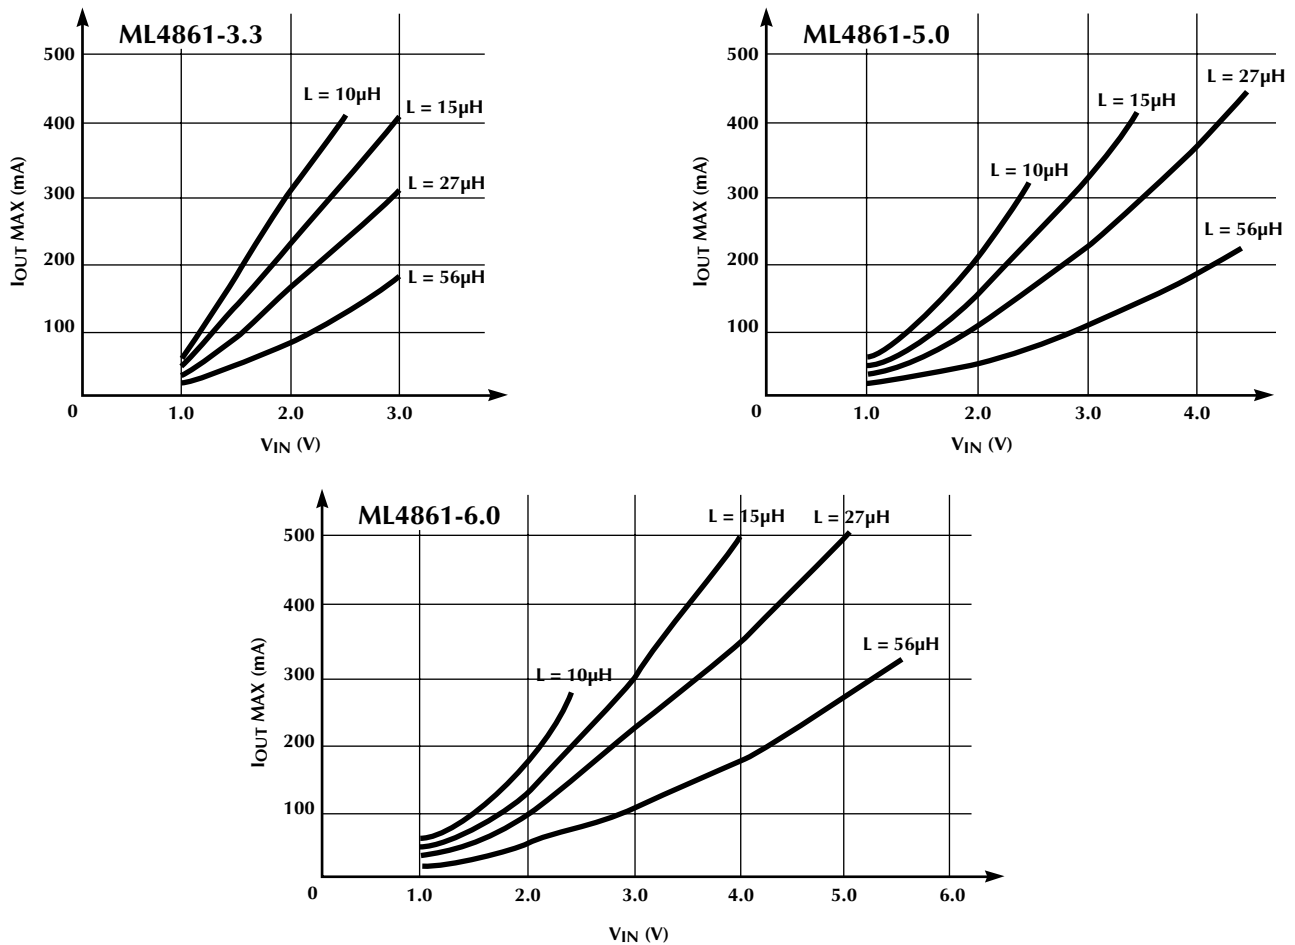 ML4861-3.3
500
400
300
200
100
0
1.0 2.0 3.0
IOUT MAX (mA)
VIN (V)
L = 10µH
L = 15µH
L = 27µH
L = 56µH
ML4861-5.0
500
400
300
200
100
0
1.0 2.0 3.0 4.0
IOUT MAX (mA)
VIN (V)
L = 27µH
L = 15µH
L = 10µH
L = 56µH
ML4861-6.0
500
400
300
200
100
0
1.0 2.0 3.0 4.0 5.0 6.0
IOUT MAX (mA)
VIN (V)
L = 15µH
L = 27µH
L = 56µH
L = 10µH